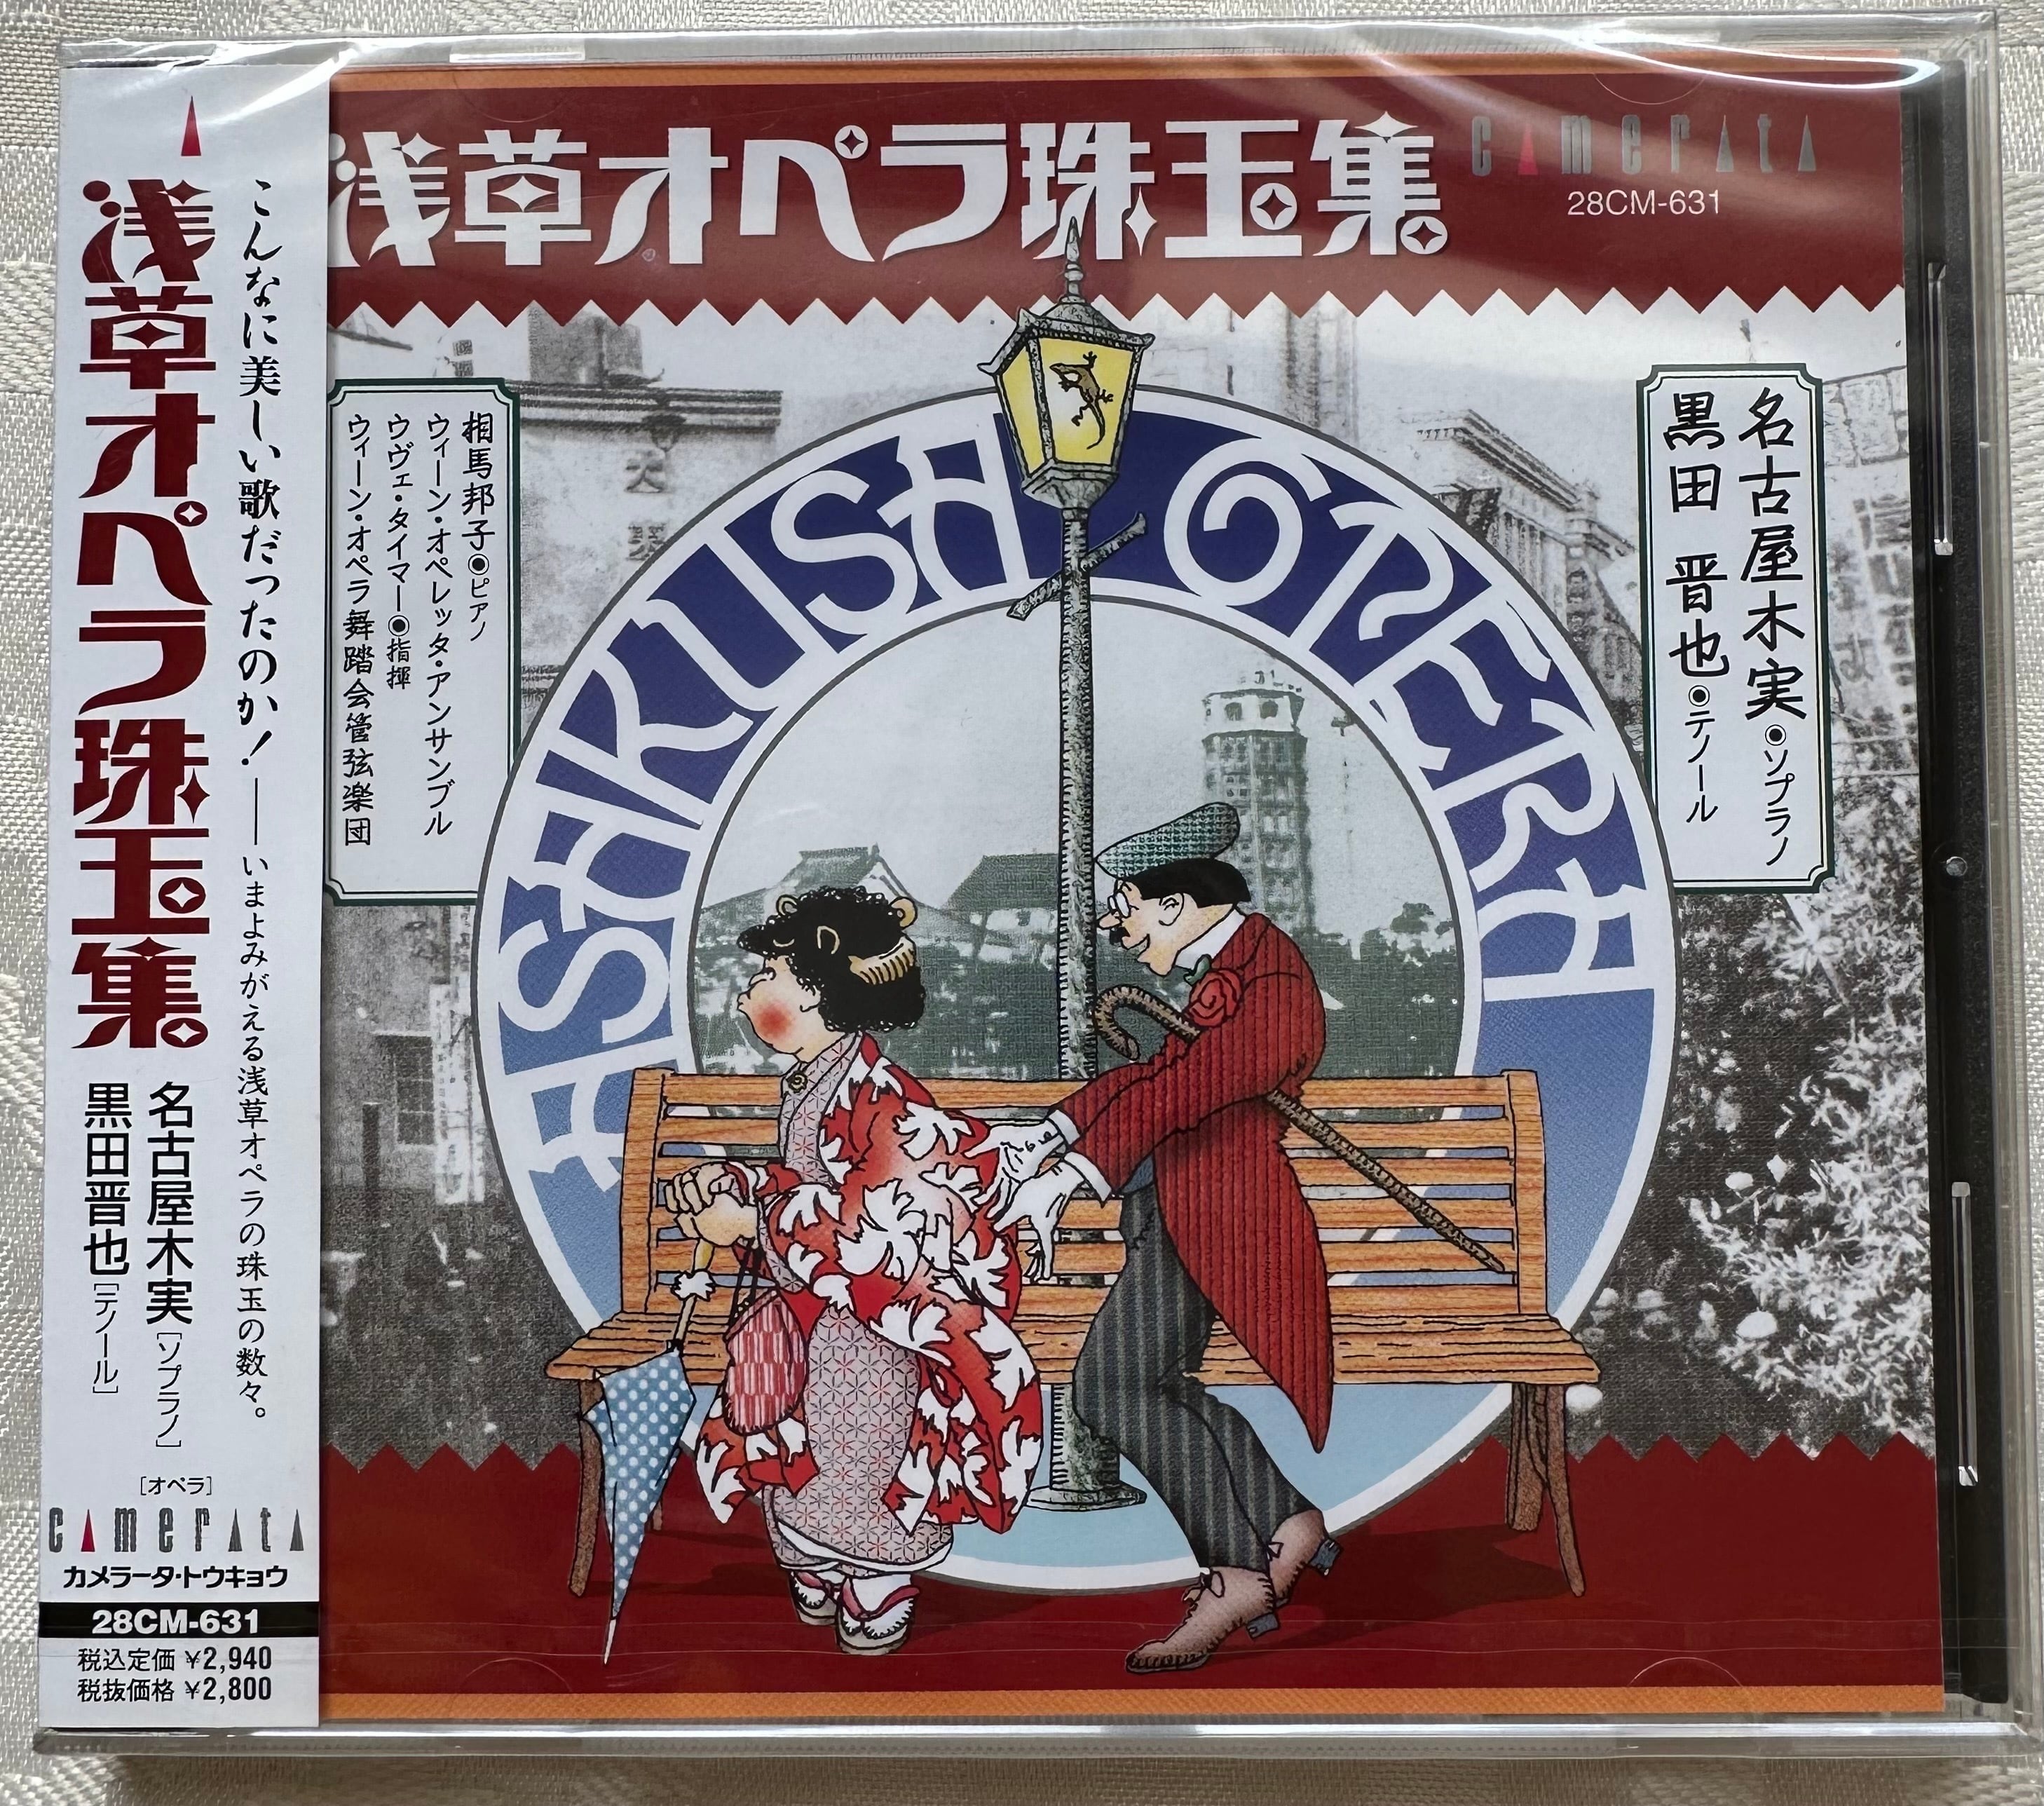 こんなに美しい歌だったのか!——いまよみがえる浅草オペラの珠玉の数々。
浅草オペラ珠玉集
名古屋木実[ソプラノ]
黒田晋也[テノール]
[オペラ]
camerata
カメラータ・トウキョウ
28CM-631
税込定価 ¥2,940
税抜価格 ¥2,800
浅草オペラ珠玉集
camerata
28CM-631
名古屋木実◉ソプラノ
黒田 晋也◉テノール
相馬邦子◉ピアノ
ウィーン・オペレッタ・アンサンブル
ウヴェ・タイマー◉指揮
ウィーン・オペラ舞踏会管弦楽団
ASAKUSA OPERA